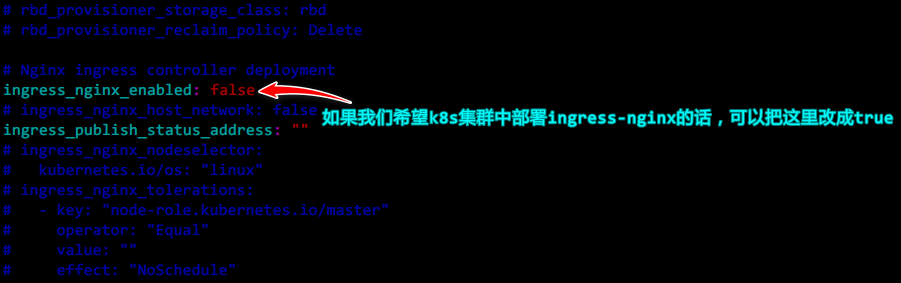 # rbd_provisioner_storage_class: rbd
# rbd_provisioner_reclaim_policy: Delete
# Nginx ingress controller deployment
ingress_nginx_enabled: false
# ingress_nginx_host_network: false
如果我们希望k8s集群中部署ingress-nginx的话，可以把这里改成true
ingress_publish_status_address: ""
# ingress_nginx_nodeselector:
#   kubernetes.io/os: "linux"
# ingress_nginx_tolerations:
#   - key: "node-role.kubernetes.io/master"
#     operator: "Equal"
#     value: ""
#     effect: "NoSchedule"